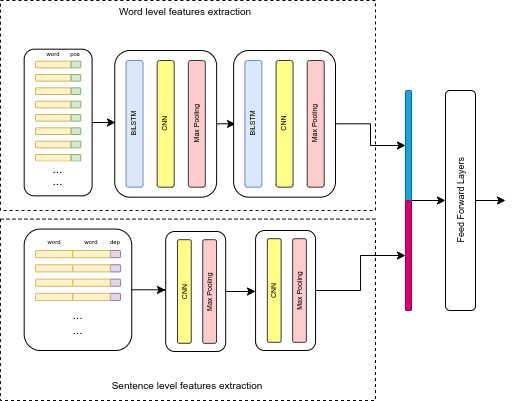 Word level features extraction
word pos
...
...
BiLSTM
CNN
Max Pooling
BiLSTM
CNN
Max Pooling
word word dep
...
...
CNN
Max Pooling
CNN
Max Pooling
Sentence level features extraction
Feed Forward Layers